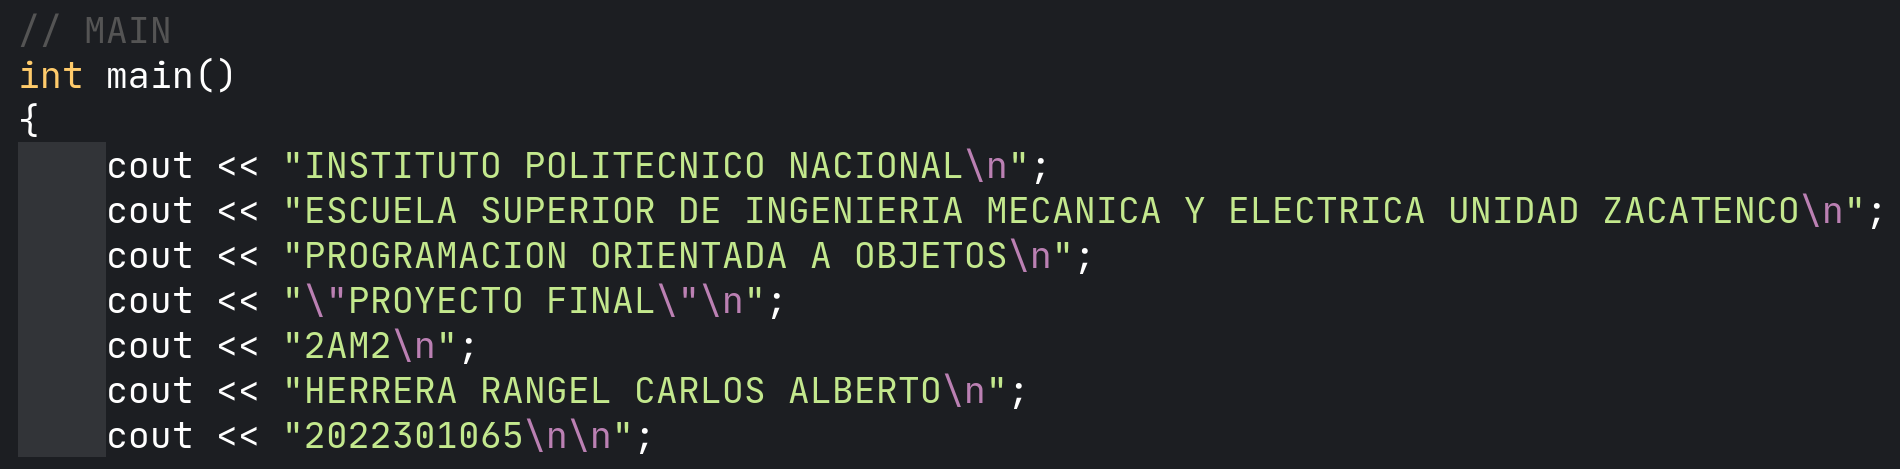 // MAIN
int main()
{
    cout << "INSTITUTO POLITECNICO NACIONAL\n";
    cout << "ESCUELA SUPERIOR DE INGENIERIA MECANICA Y ELECTRICA UNIDAD ZACATENCO\n";
    cout << "PROGRAMACION ORIENTADA A OBJETOS\n";
    cout << "\"PROYECTO FINAL\"\n";
    cout << "2AM2\n";
    cout << "HERRERA RANGEL CARLOS ALBERTO\n";
    cout << "2022301065\n\n";